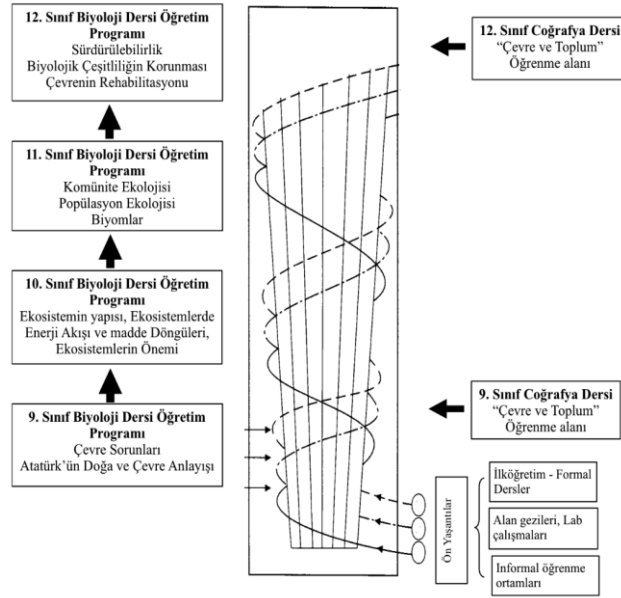 12. Sınıf Biyoloji Dersi Öğretim
Programı
Sürdürülebilirlik
Biyolojik Çeşitliliğin Korunması
Çevrenin Rehabilitasyonu
11. Sınıf Biyoloji Dersi Öğretim
Programı
Komünite Ekolojisi
Popülasyon Ekolojisi
Biyomlar
10. Sınıf Biyoloji Dersi Öğretim
Programı
Ekosistemin yapısı, Ekosistemlerde
Enerji Akışı ve madde Döngüleri,
Ekosistemlerin Önemi
9. Sınıf Biyoloji Dersi Öğretim
Programı
Çevre Sorunları
Atatürk'ün Doğa ve Çevre Anlayışı
12. Sınıf Coğrafya Dersi
“Çevre ve Toplum”
Öğrenme alanı
9. Sınıf Coğrafya Dersi
“Çevre ve Toplum”
Öğrenme alanı
Ön Yaşantılar
İlköğretim - Formal
Dersler
Alan gezileri, Lab
çalışmaları
Informal öğrenme
ortamları